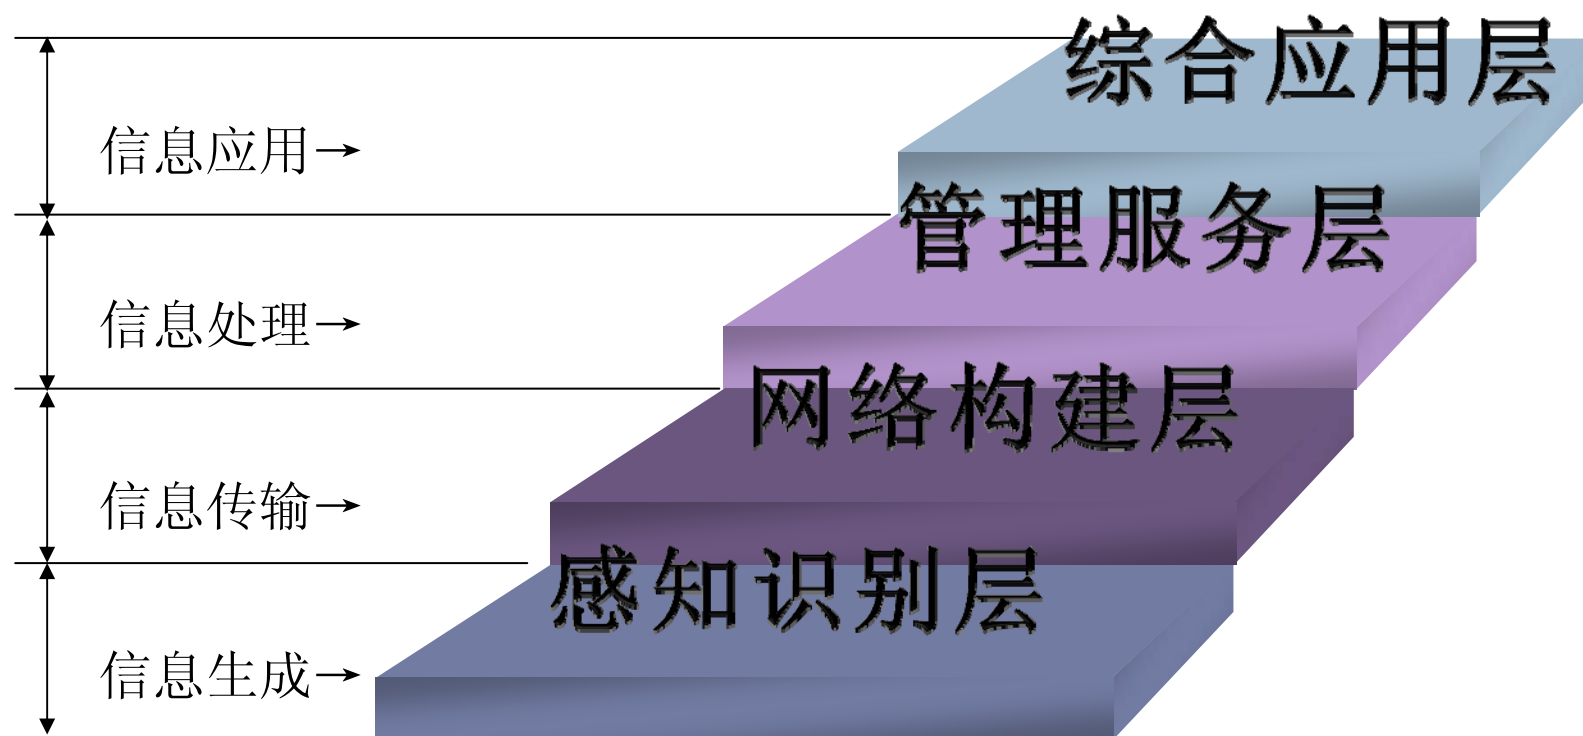 综合应用层
信息应用→
管理服务层
信息处理→
网络构建层
信息传输→
感知识别层
信息生成→